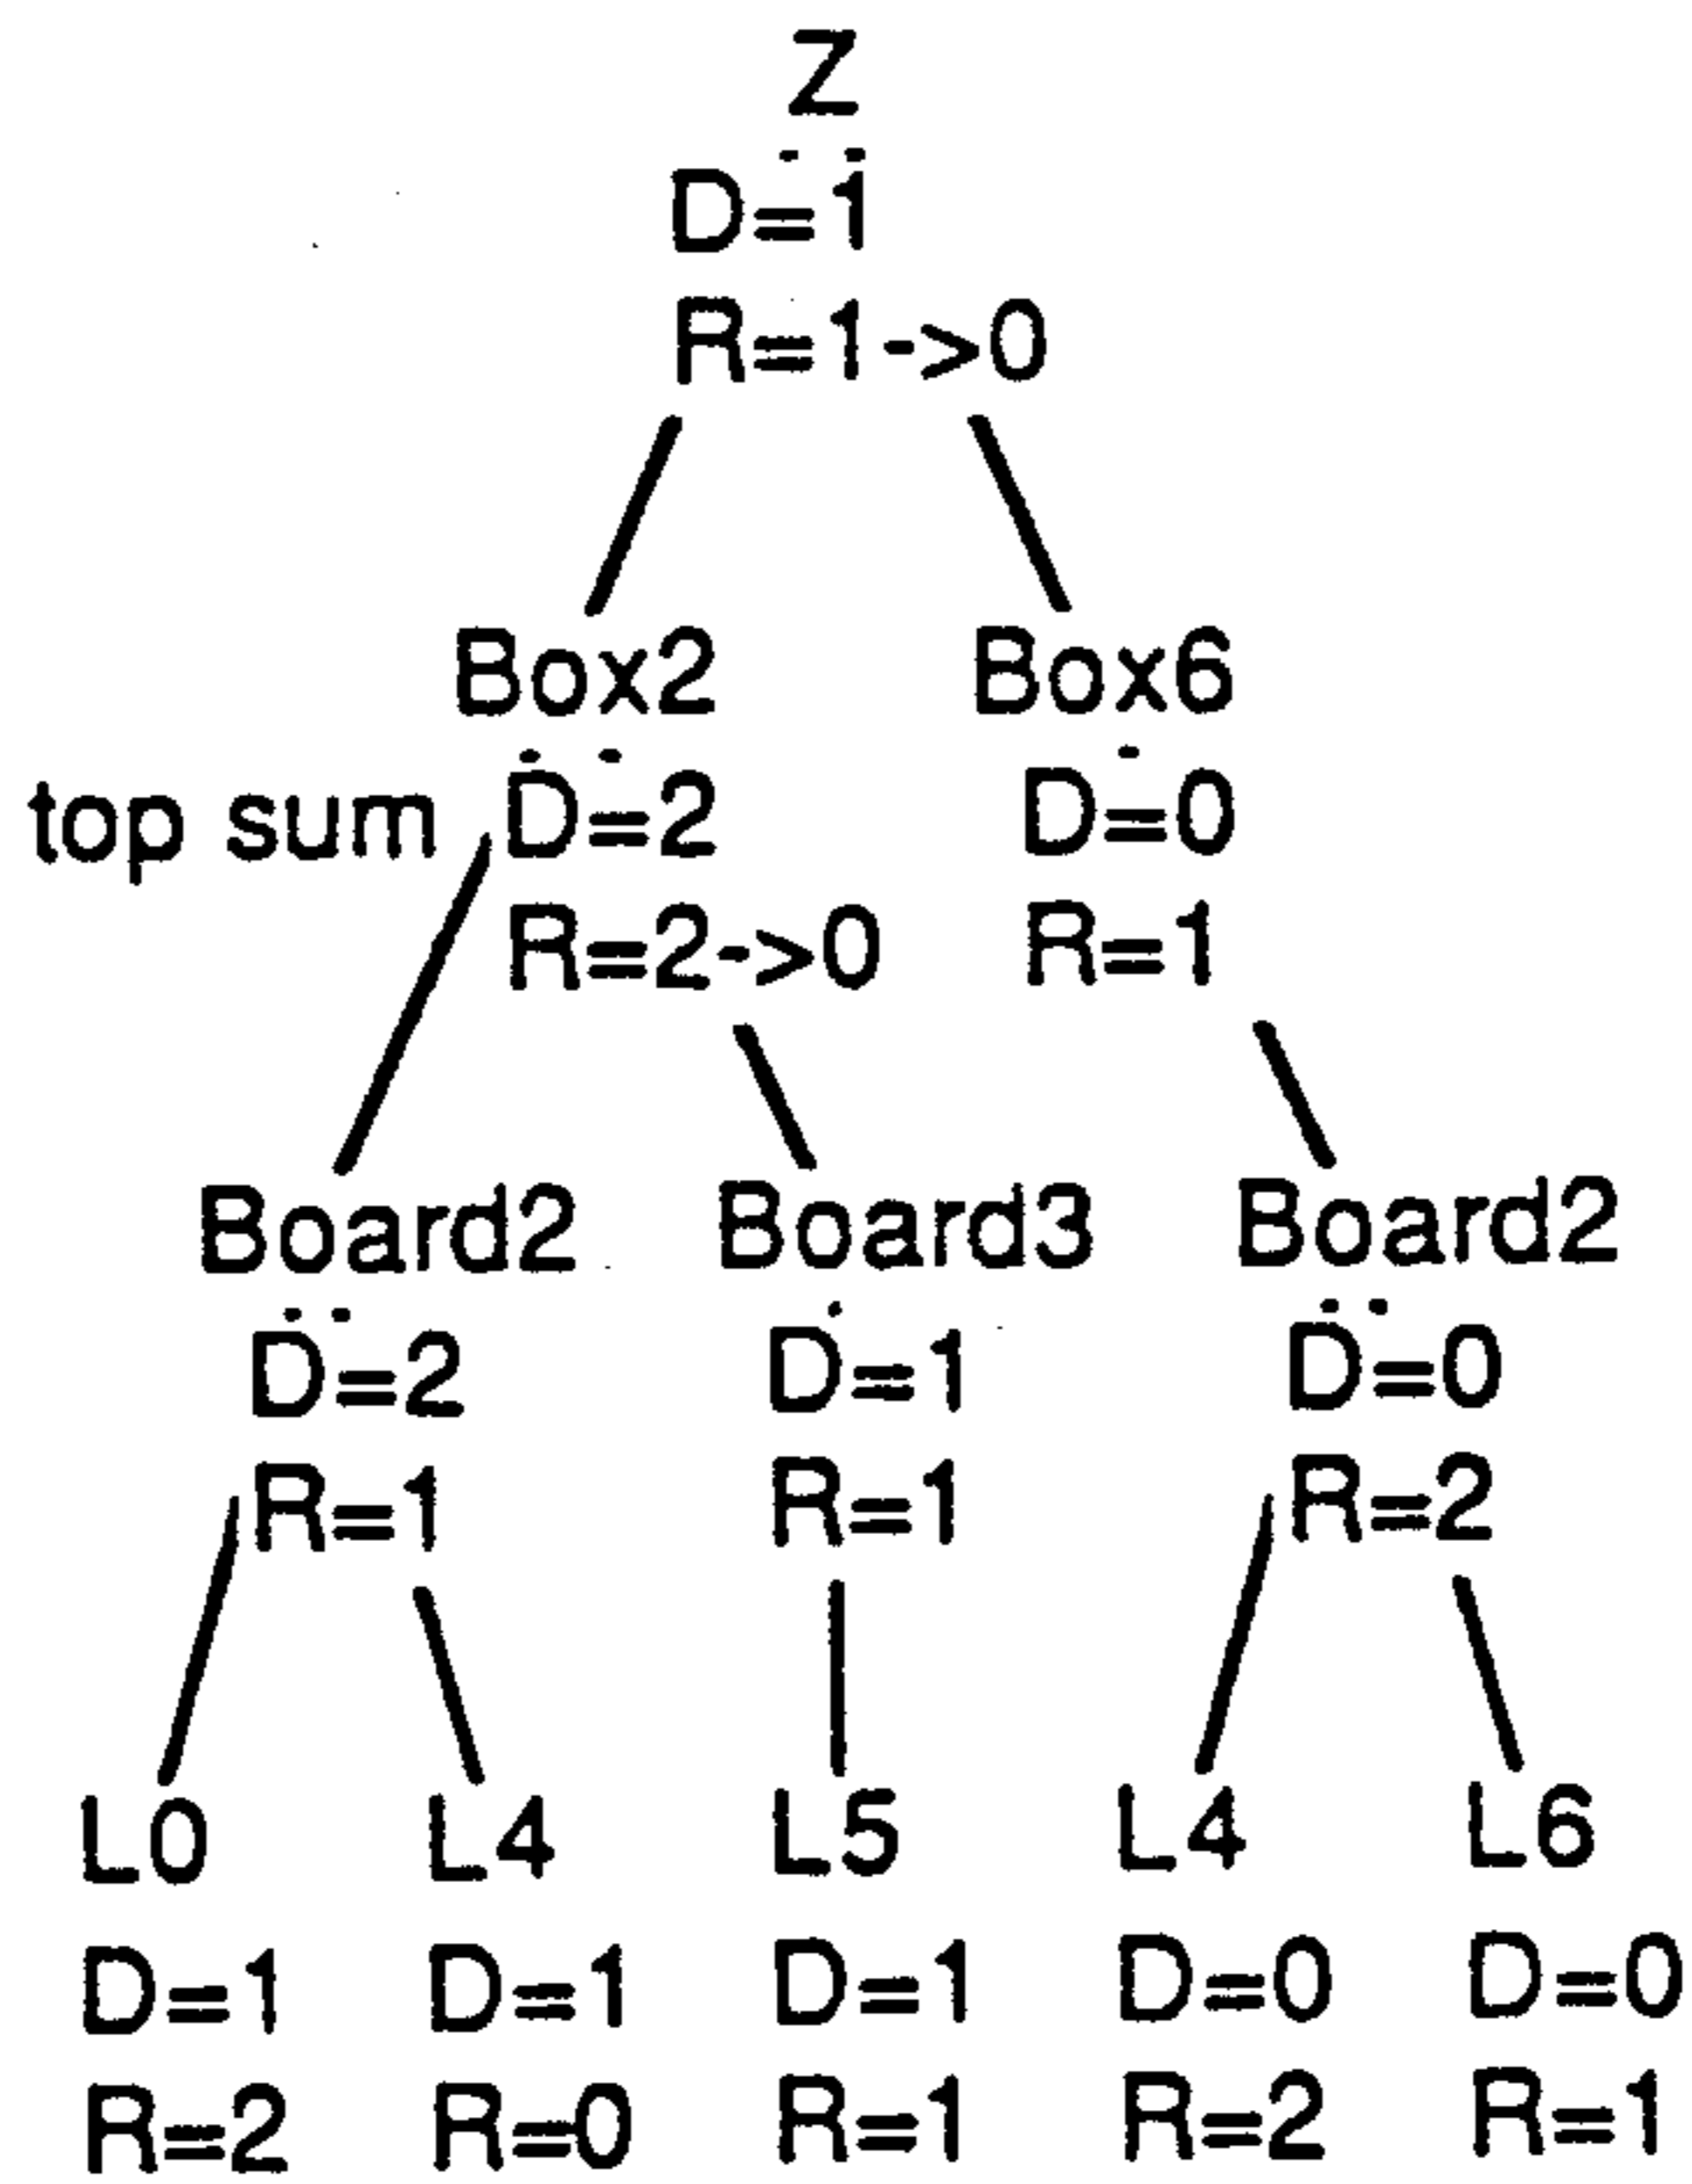 Z
D=1
R=1->0
Box2 Box6
top sum D=2 D=0
R=2->0 R=1
Board2 Board3 Board2
D=2 D=1 D=0
R=1 R=1 R=2
L0 L4 L5 L4 L6
D=1 D=1 D=1 D=0 D=0
R=2 R=0 R=1 R=2 R=1